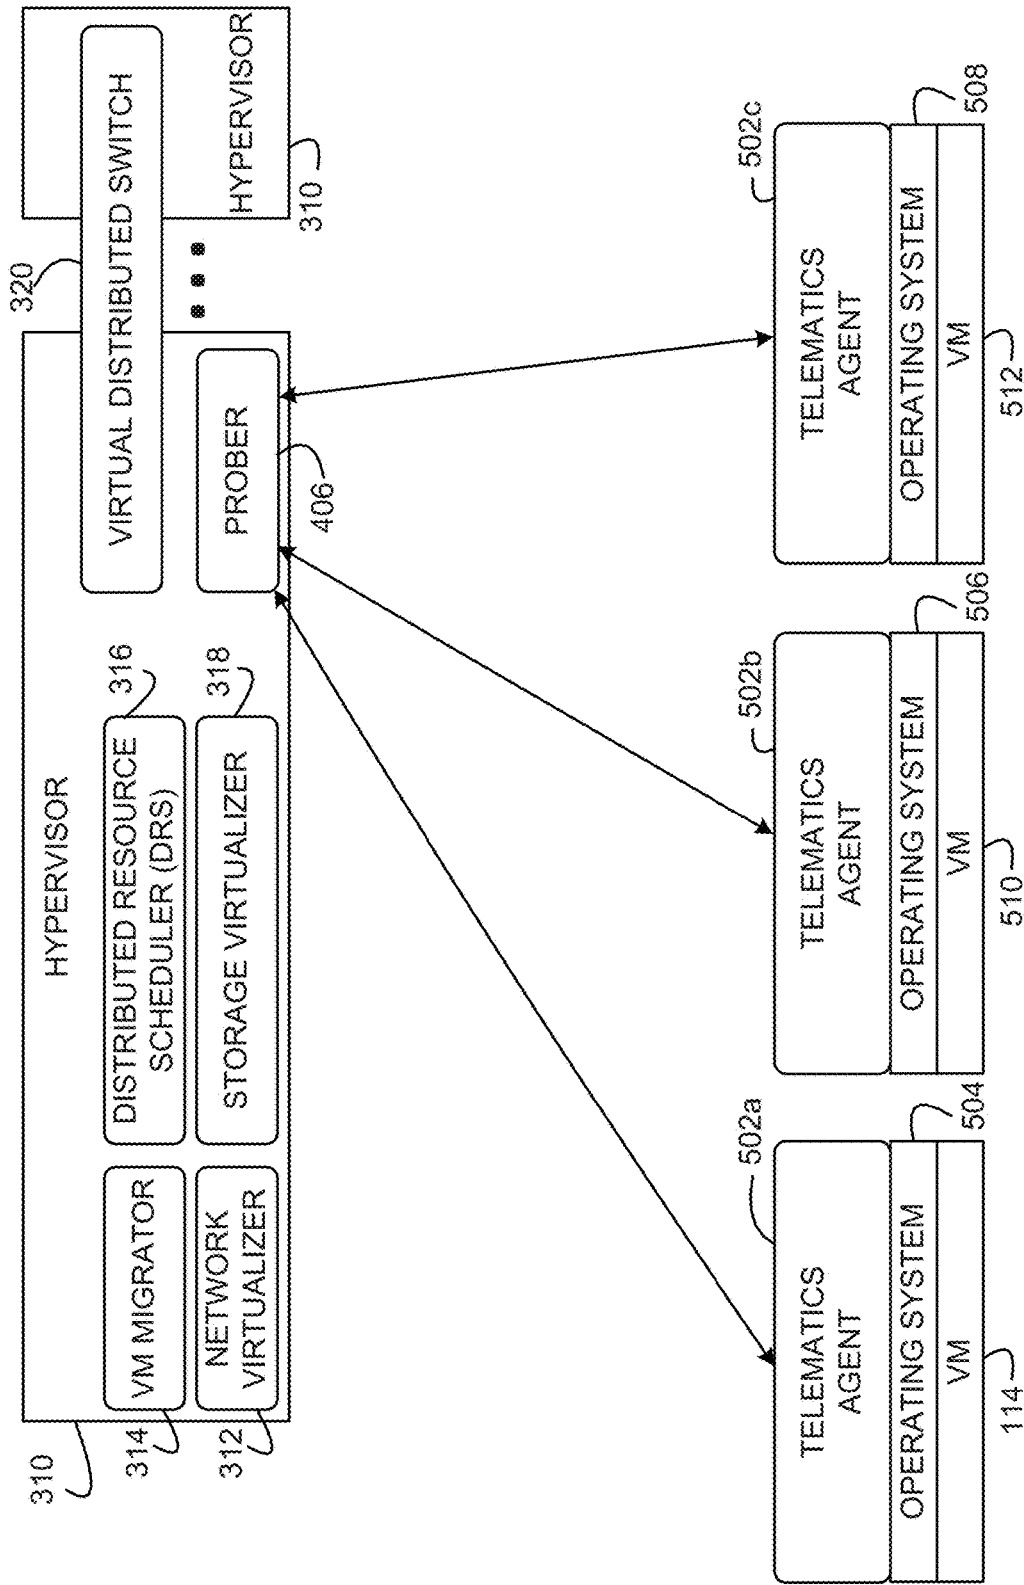 320
HYPERVISOR
VIRTUAL DISTRIBUTED SWITCH
HYPERVISOR
310
VM MIGRATOR
314
DISTRIBUTED RESOURCE
SCHEDULER (DRS)
316
NETWORK
VIRTUALIZER
312
STORAGE VIRTUALIZER
318
PROBER
406
310
502a
TELEMATICS
AGENT
OPERATING SYSTEM
504
VM
114
502b
TELEMATICS
AGENT
OPERATING SYSTEM
506
VM
510
502c
TELEMATICS
AGENT
OPERATING SYSTEM
508
VM
512